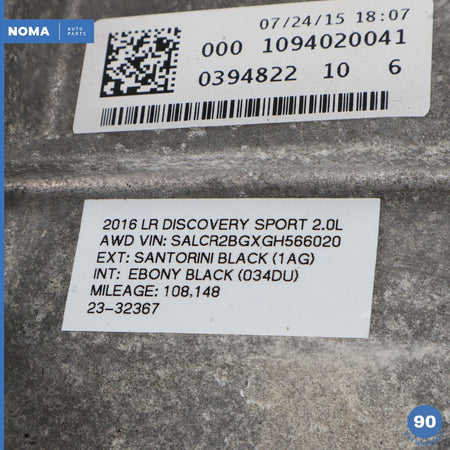 NOMA AUTO PARTS
07/24/15 18:07
000 1094020041
0394822 10 6
2016 LR DISCOVERY SPORT 2.0L
AWD VIN: SALCR2BGXGH566020
EXT: SANTORINI BLACK (1AG)
INT: EBONY BLACK (034DU)
MILEAGE: 108,148
23-32367
90